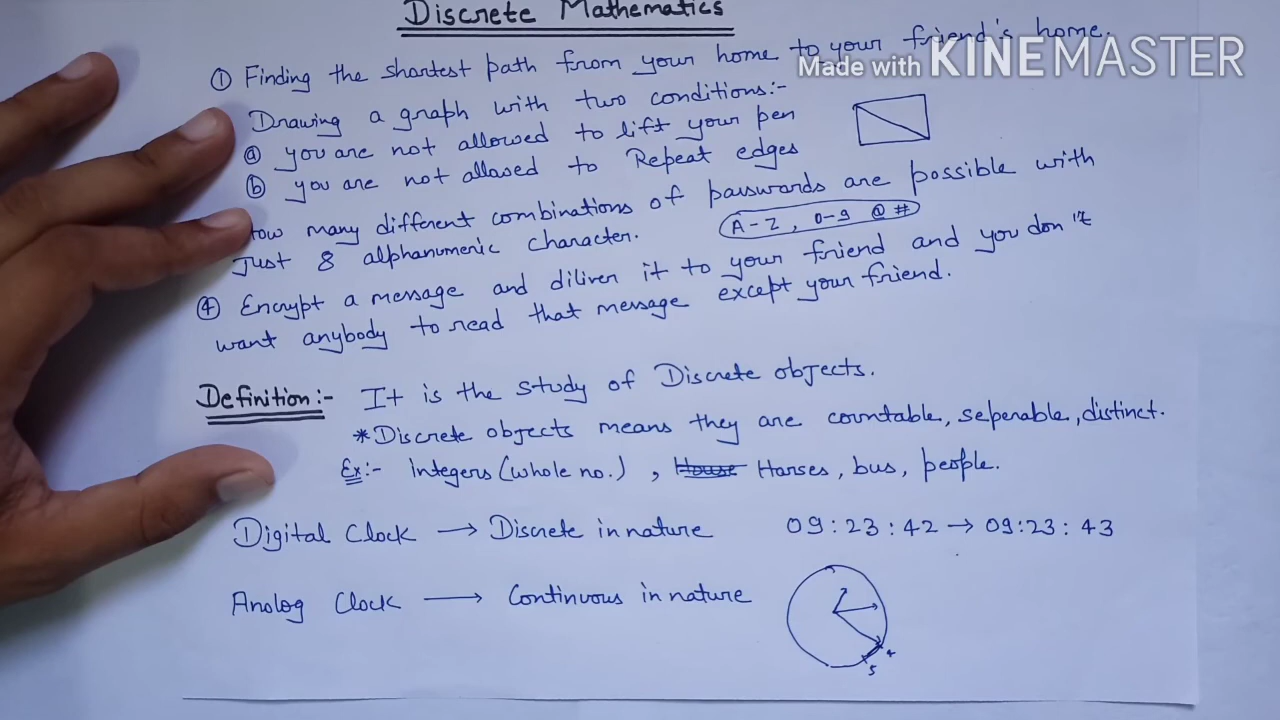 Discrete Mathematics
① Finding the shortest path from your home to your friend's home.
Made with KINEMASTER
Drawing a graph with two conditions:-
ⓐ you are not allowed to lift your pen
ⓑ you are not allowed to Repeat edges
How many different combinations of passwards are possible with
Just 8 alphanumeric character.
A-Z, 0-9 @ #
④ Encrypt a message and diliver it to your friend and you don't
want anybody to read that message except your friend.
Definition:- It is the study of Discrete objects.
*Discrete objects means they are countable, seperable, distinct.
Ex:- Integers (whole no.), House Harses, bus, people.
Digital Clock → Discrete in nature 09:23:42 → 09:23:43
Analog Clock → Continuous in nature
4
5